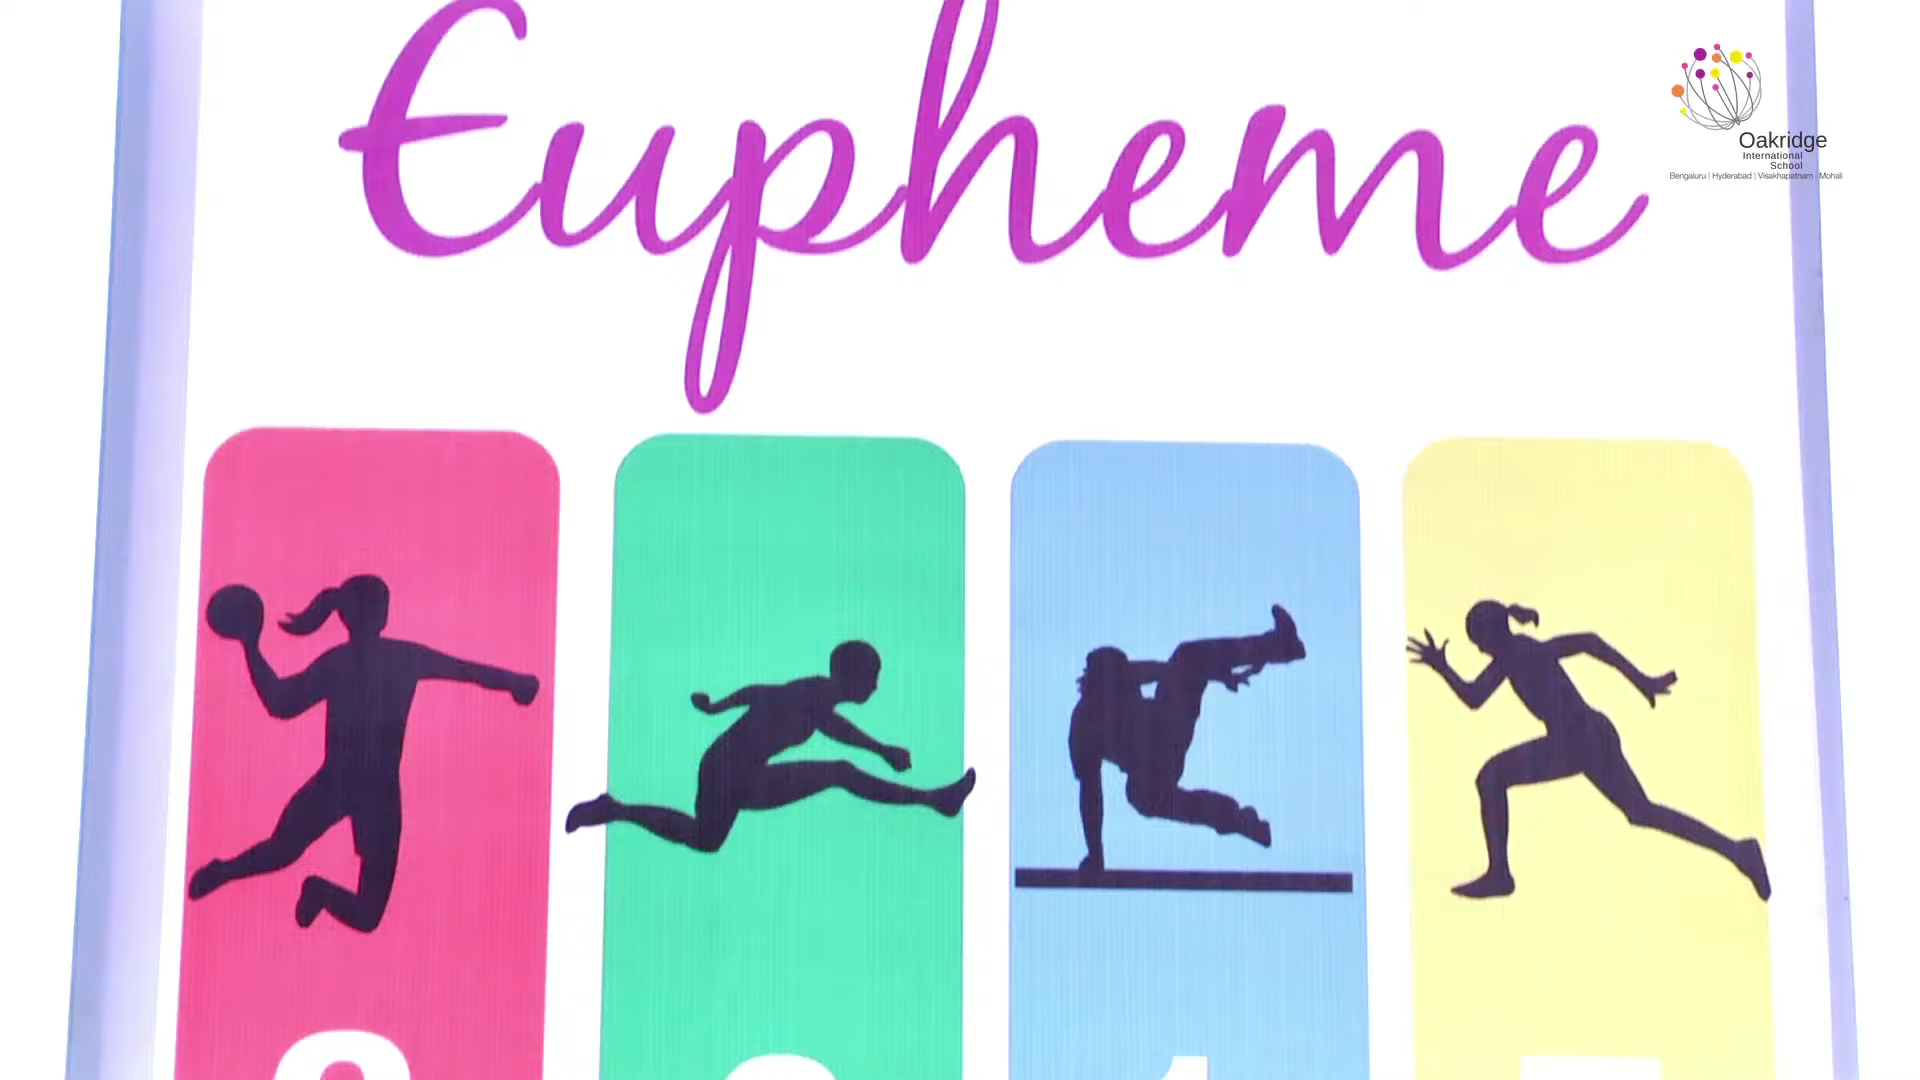 Eupheme
Oakridge
International
School
Bengaluru | Hyderabad | Visakhapatnam | Mohali